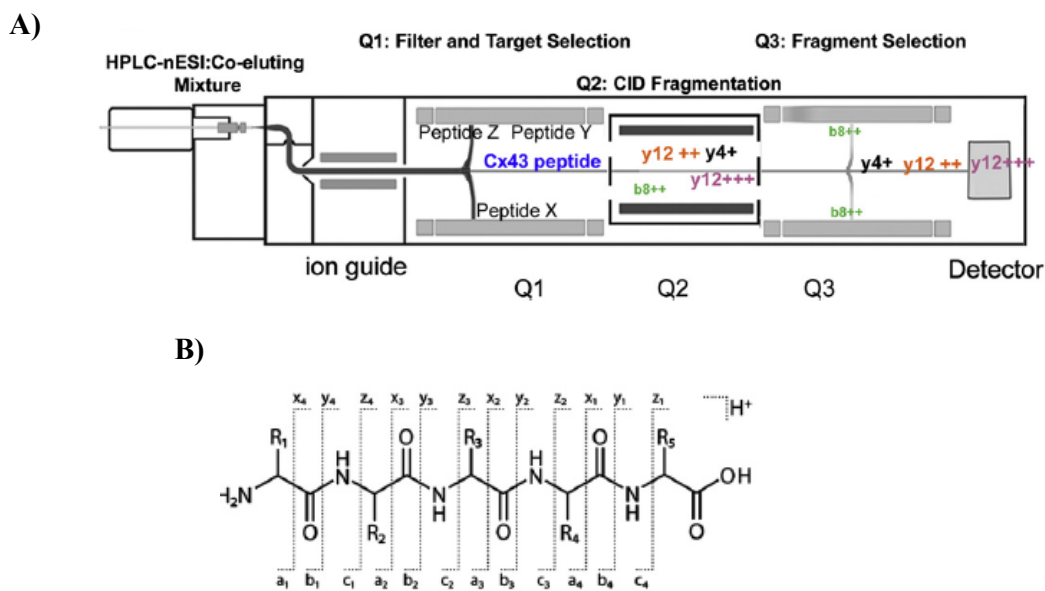 A)
Q1: Filter and Target Selection
Q3: Fragment Selection
HPLC-nESI:Co-eluting
Mixture
Q2: CID Fragmentation
Peptide Z Peptide Y
b8++
y12 ++ y4+
Cx43 peptide
y4+ y12 ++ y12+++
b8++ y12+++
Peptide X
b8++
ion guide
Q1
Q2
Q3
Detector
B)
x4 y4 z4 x3 y3 z3 x2 y2 z2 x1 y1 z1
H+
R1 O R3 H O R5
H N N
H2N N N OH
O H O H O
R2 R4
a1 b1 c1 a2 b2 c2 a3 b3 c3 a4 b4 c4